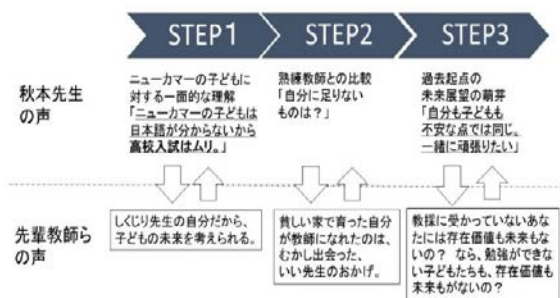 STEP1
STEP2
STEP3
秋本先生
の声
ニューカマーの子どもに
対する一面的な理解
「ニューカマーの子どもは
日本語が分からないから
高校入試はムリ。」
熟練教師との比較
「自分に足りない
ものは？」
過去起点の
未来展望の萌芽
「自分も子どもも
不安な点では同じ。
一緒に頑張りたい」
先輩教師ら
の声
しくじり先生の自分だから、
子どもの未来を考えられる。
貧しい家で育った自分
が教師になれたのは、
むかし出会った、
いい先生のおかげ。
教採に受かっていないあな
たには存在価値も未来もな
いの？ なら、勉強ができな
い子どもたちも、存在価値も
未来もがないの？